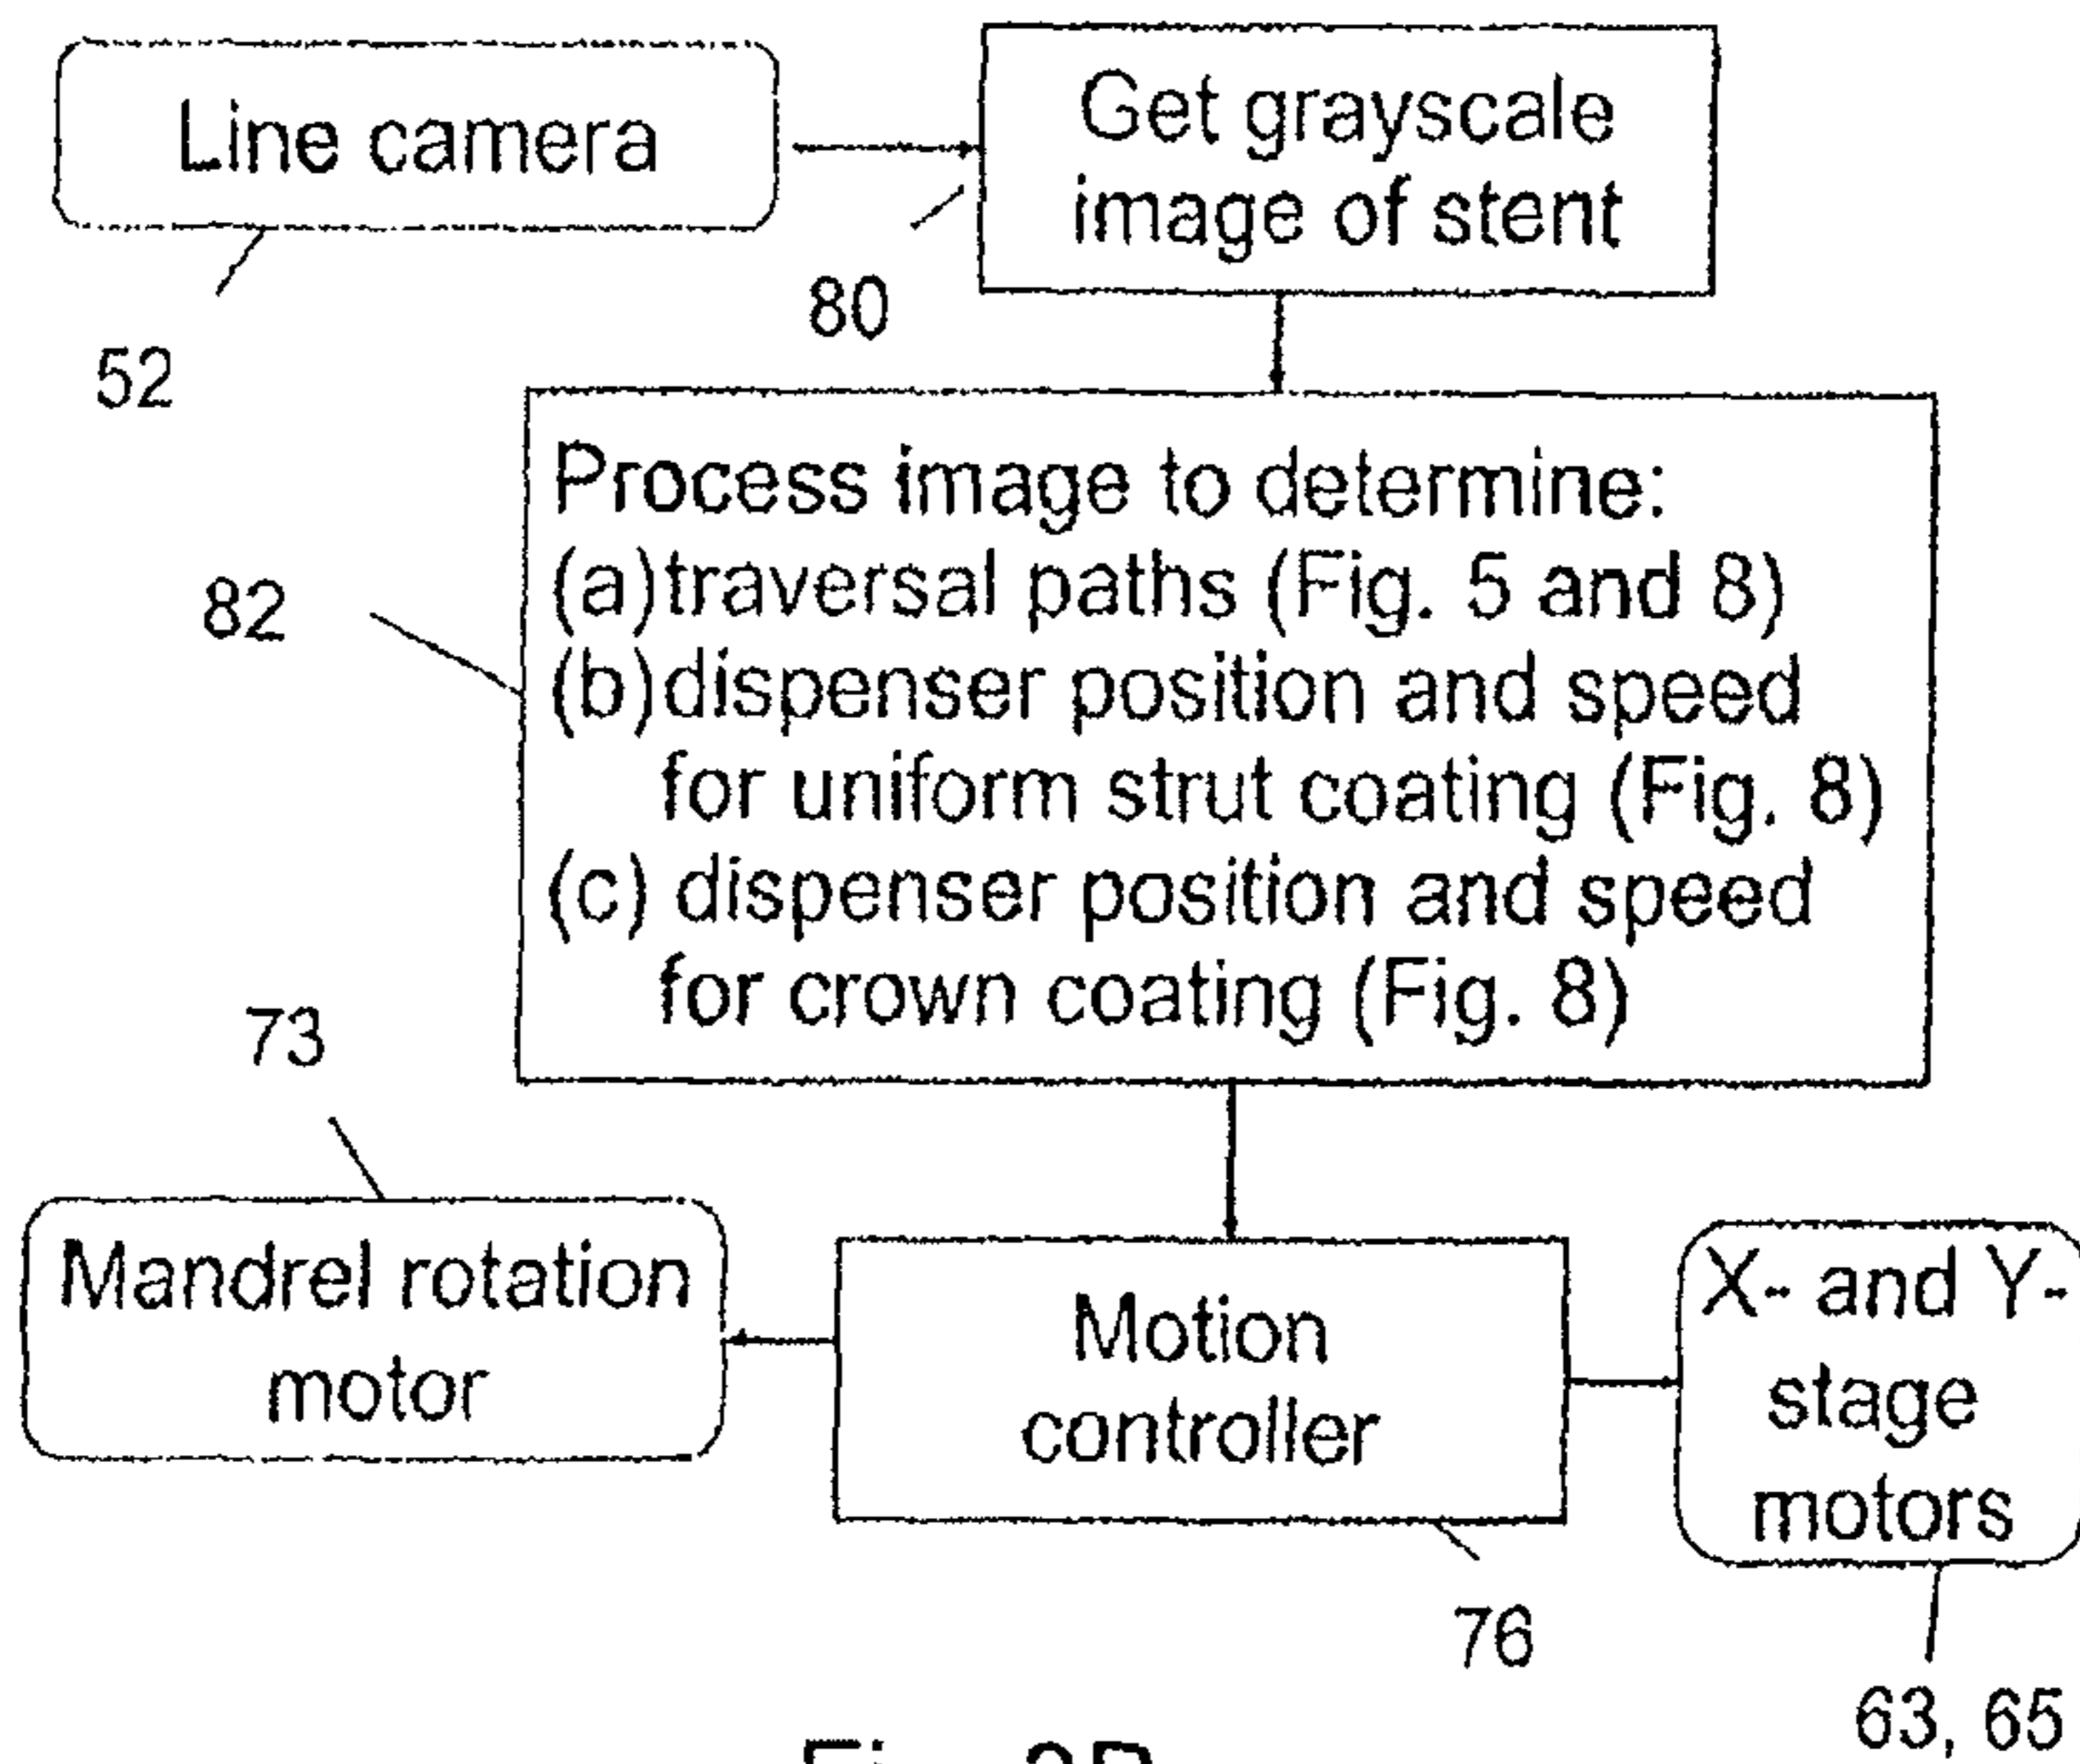 Line camera
52
Get grayscale
image of stent
80
Process image to determine:
(a)traversal paths (Fig. 5 and 8)
(b)dispenser position and speed
for uniform strut coating (Fig. 8)
(c) dispenser position and speed
for crown coating (Fig. 8)
82
73
Mandrel rotation
motor
Motion
controller
76
X- and Y-
stage
motors
63, 65